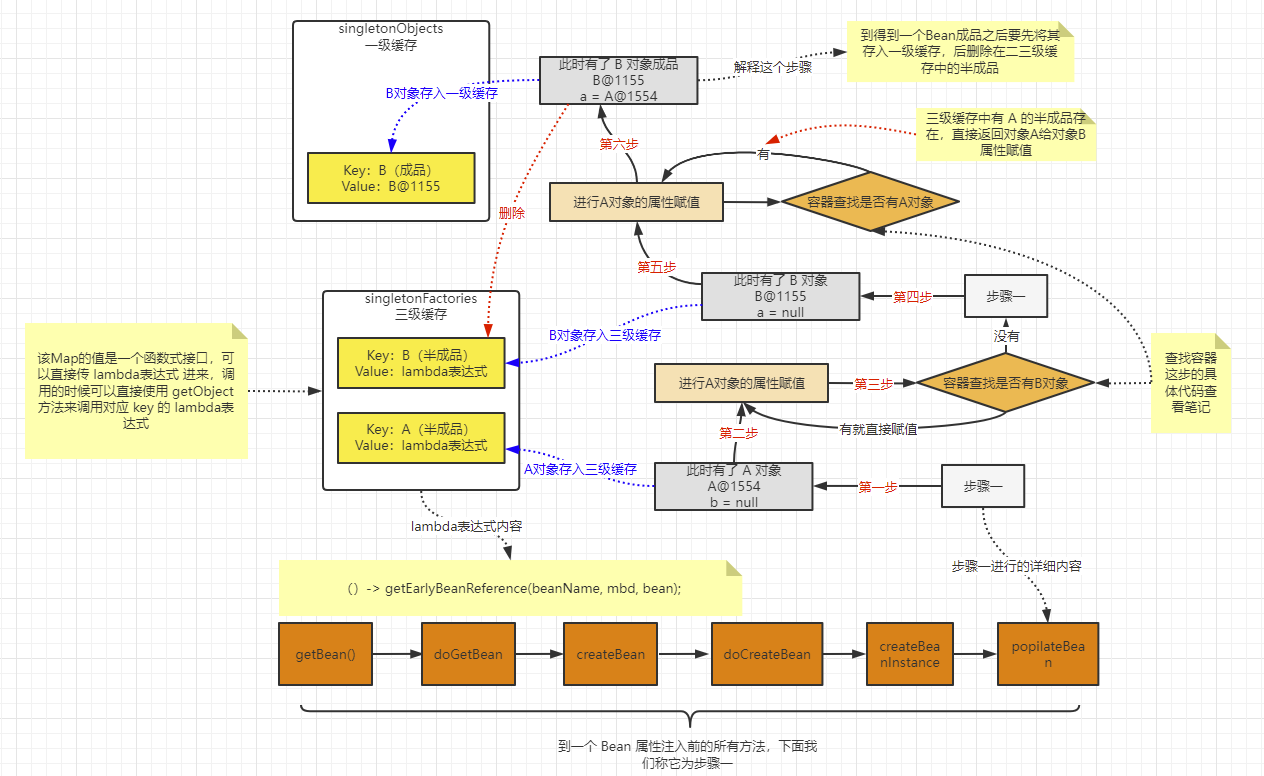 singletonObjects
一级缓存
Key：B（成品）
Value：B@1155
B对象存入一级缓存
此时有了 B 对象成品
B@1155
a = A@1554
解释这个步骤
到得到一个Bean成品之后要先将其
存入一级缓存，后删除在二三级缓
存中的半成品
第六步
有
三级缓存中有 A 的半成品存
在，直接返回对象A给对象B
属性赋值
进行A对象的属性赋值
容器查找是否有A对象
删除
第五步
singletonFactories
三级缓存
Key：B（半成品）
Value：lambda表达式
Key：A（半成品）
Value：lambda表达式
该Map的值是一个函数式接口，可
以直接传 lambda表达式 进来，调
用的时候可以直接使用 getObject
方法来调用对应 key 的 lambda表
达式
B对象存入三级缓存
此时有了 B 对象
B@1155
a = null
第四步
步骤一
没有
进行A对象的属性赋值
第三步
容器查找是否有B对象
查找容器
这步的具
体代码查
看笔记
有就直接赋值
第二步
A对象存入三级缓存
此时有了 A 对象
A@1554
b = null
第一步
步骤一
lambda表达式内容
（）-> getEarlyBeanReference(beanName, mbd, bean);
步骤一进行的详细内容
getBean()
doGetBean
createBean
doCreateBean
createBea
nInstance
popilateBea
n
到一个 Bean 属性注入前的所有方法，下面我
们称它为步骤一